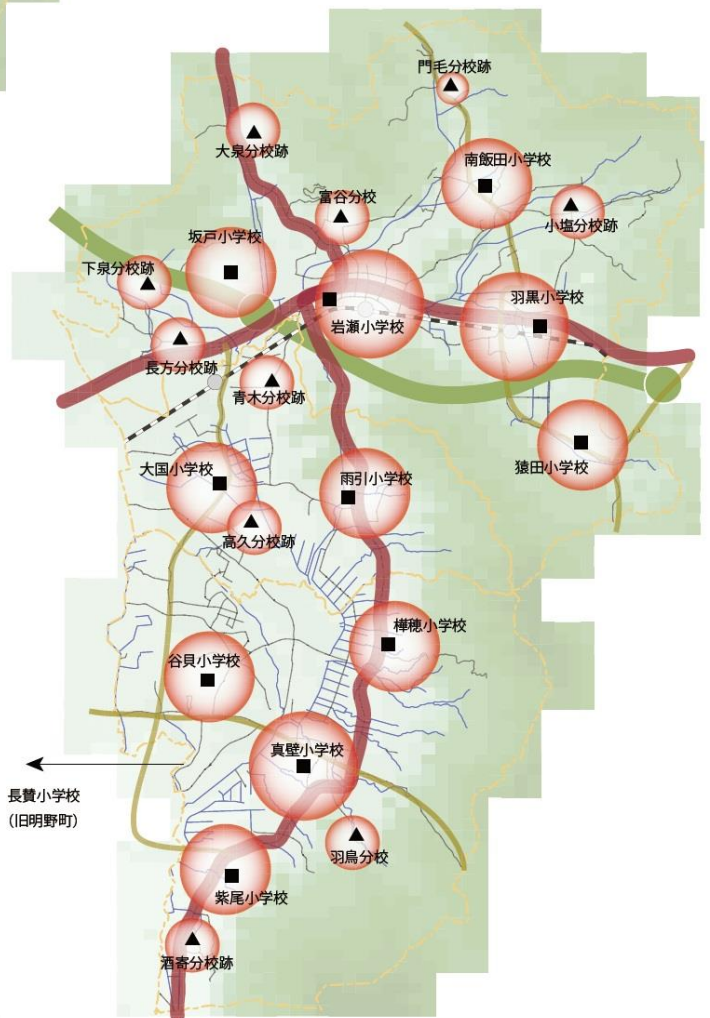 門毛分校跡
大泉分校跡
南飯田小学校
富谷分校
小塩分校跡
坂戸小学校
下泉分校跡
羽黒小学校
岩瀬小学校
長方分校跡
青木分校跡
猿田小学校
大国小学校
雨引小学校
高久分校跡
樺穂小学校
谷貝小学校
真壁小学校
長賛小学校
（旧明野町）
羽鳥分校
紫尾小学校
酒寄分校跡